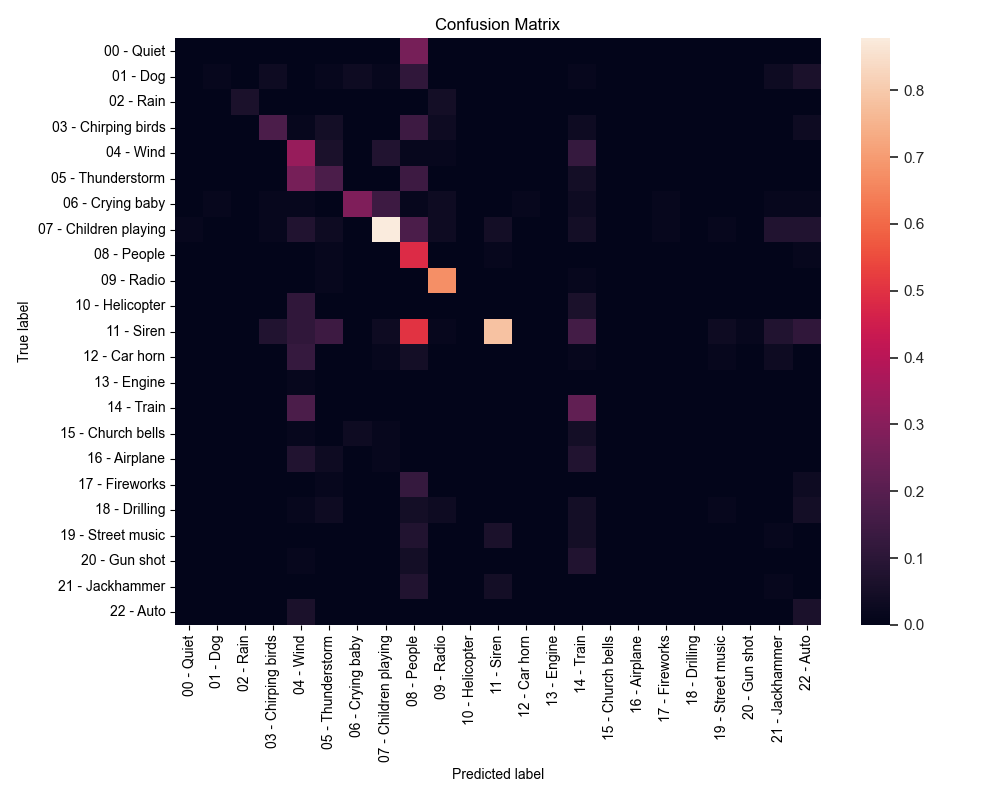 Confusion Matrix
00 - Quiet
01 - Dog
02 - Rain
03 - Chirping birds
04 - Wind
05 - Thunderstorm
06 - Crying baby
07 - Children playing
08 - People
09 - Radio
10 - Helicopter
11 - Siren
12 - Car horn
13 - Engine
14 - Train
15 - Church bells
16 - Airplane
17 - Fireworks
18 - Drilling
19 - Street music
20 - Gun shot
21 - Jackhammer
22 - Auto
True label
00 - Quiet
01 - Dog
02 - Rain
03 - Chirping birds
04 - Wind
05 - Thunderstorm
06 - Crying baby
07 - Children playing
08 - People
09 - Radio
10 - Helicopter
11 - Siren
12 - Car horn
13 - Engine
14 - Train
15 - Church bells
16 - Airplane
17 - Fireworks
18 - Drilling
19 - Street music
20 - Gun shot
21 - Jackhammer
22 - Auto
Predicted label
0.8
0.7
0.6
0.5
0.4
0.3
0.2
0.1
0.0